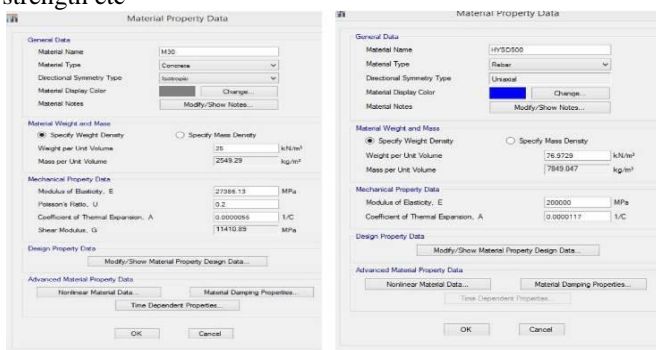 strength etc
Material Property Data
General Data
Material Name M30
Material Type Concrete
Directional Symmetry Type Isotropic
Material Display Color Change...
Material Notes Modify/Show Notes...
Material Weight and Mass
Specify Weight Density Specify Mass Density
Weight per Unit Volume 25 kN/m³
Mass per Unit Volume 2549.29 kg/m³
Mechanical Property Data
Modulus of Elasticity, E 27386.13 MPa
Poisson's Ratio, U 0.2
Coefficient of Thermal Expansion, A 0.0000055 1/C
Shear Modulus, G 11410.89 MPa
Design Property Data
Modify/Show Material Property Design Data...
Advanced Material Property Data
Nonlinear Material Data... Material Damping Properties...
Time Dependent Properties...
OK Cancel
Material Property Data
General Data
Material Name HYSD500
Material Type Rebar
Directional Symmetry Type Uniaxial
Material Display Color Change...
Material Notes Modify/Show Notes...
Material Weight and Mass
Specify Weight Density Specify Mass Density
Weight per Unit Volume 76.9729 kN/m³
Mass per Unit Volume 7849.047 kg/m³
Mechanical Property Data
Modulus of Elasticity, E 200000 MPa
Coefficient of Thermal Expansion, A 0.0000117 1/C
Design Property Data
Modify/Show Material Property Design Data...
Advanced Material Property Data
Nonlinear Material Data... Material Damping Properties...
Time Dependent Properties...
OK Cancel